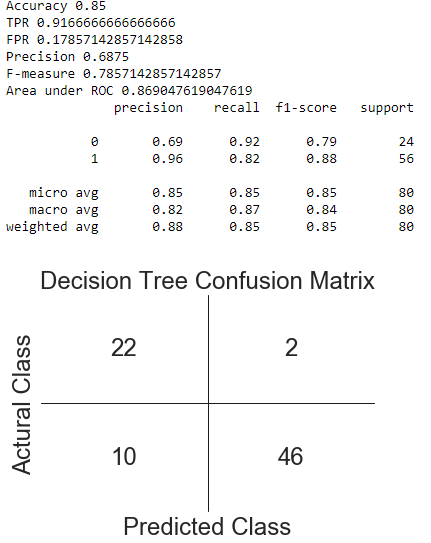 Accuracy 0.85
TPR 0.9166666666666666
FPR 0.17857142857142858
Precision 0.6875
F-measure 0.7857142857142857
Area under ROC 0.869047619047619
precision recall f1-score support
0 0.69 0.92 0.79 24
1 0.96 0.82 0.88 56
micro avg 0.85 0.85 0.85 80
macro avg 0.82 0.87 0.84 80
weighted avg 0.88 0.85 0.85 80
Decision Tree Confusion Matrix
Actural Class
22 2
10 46
Predicted Class